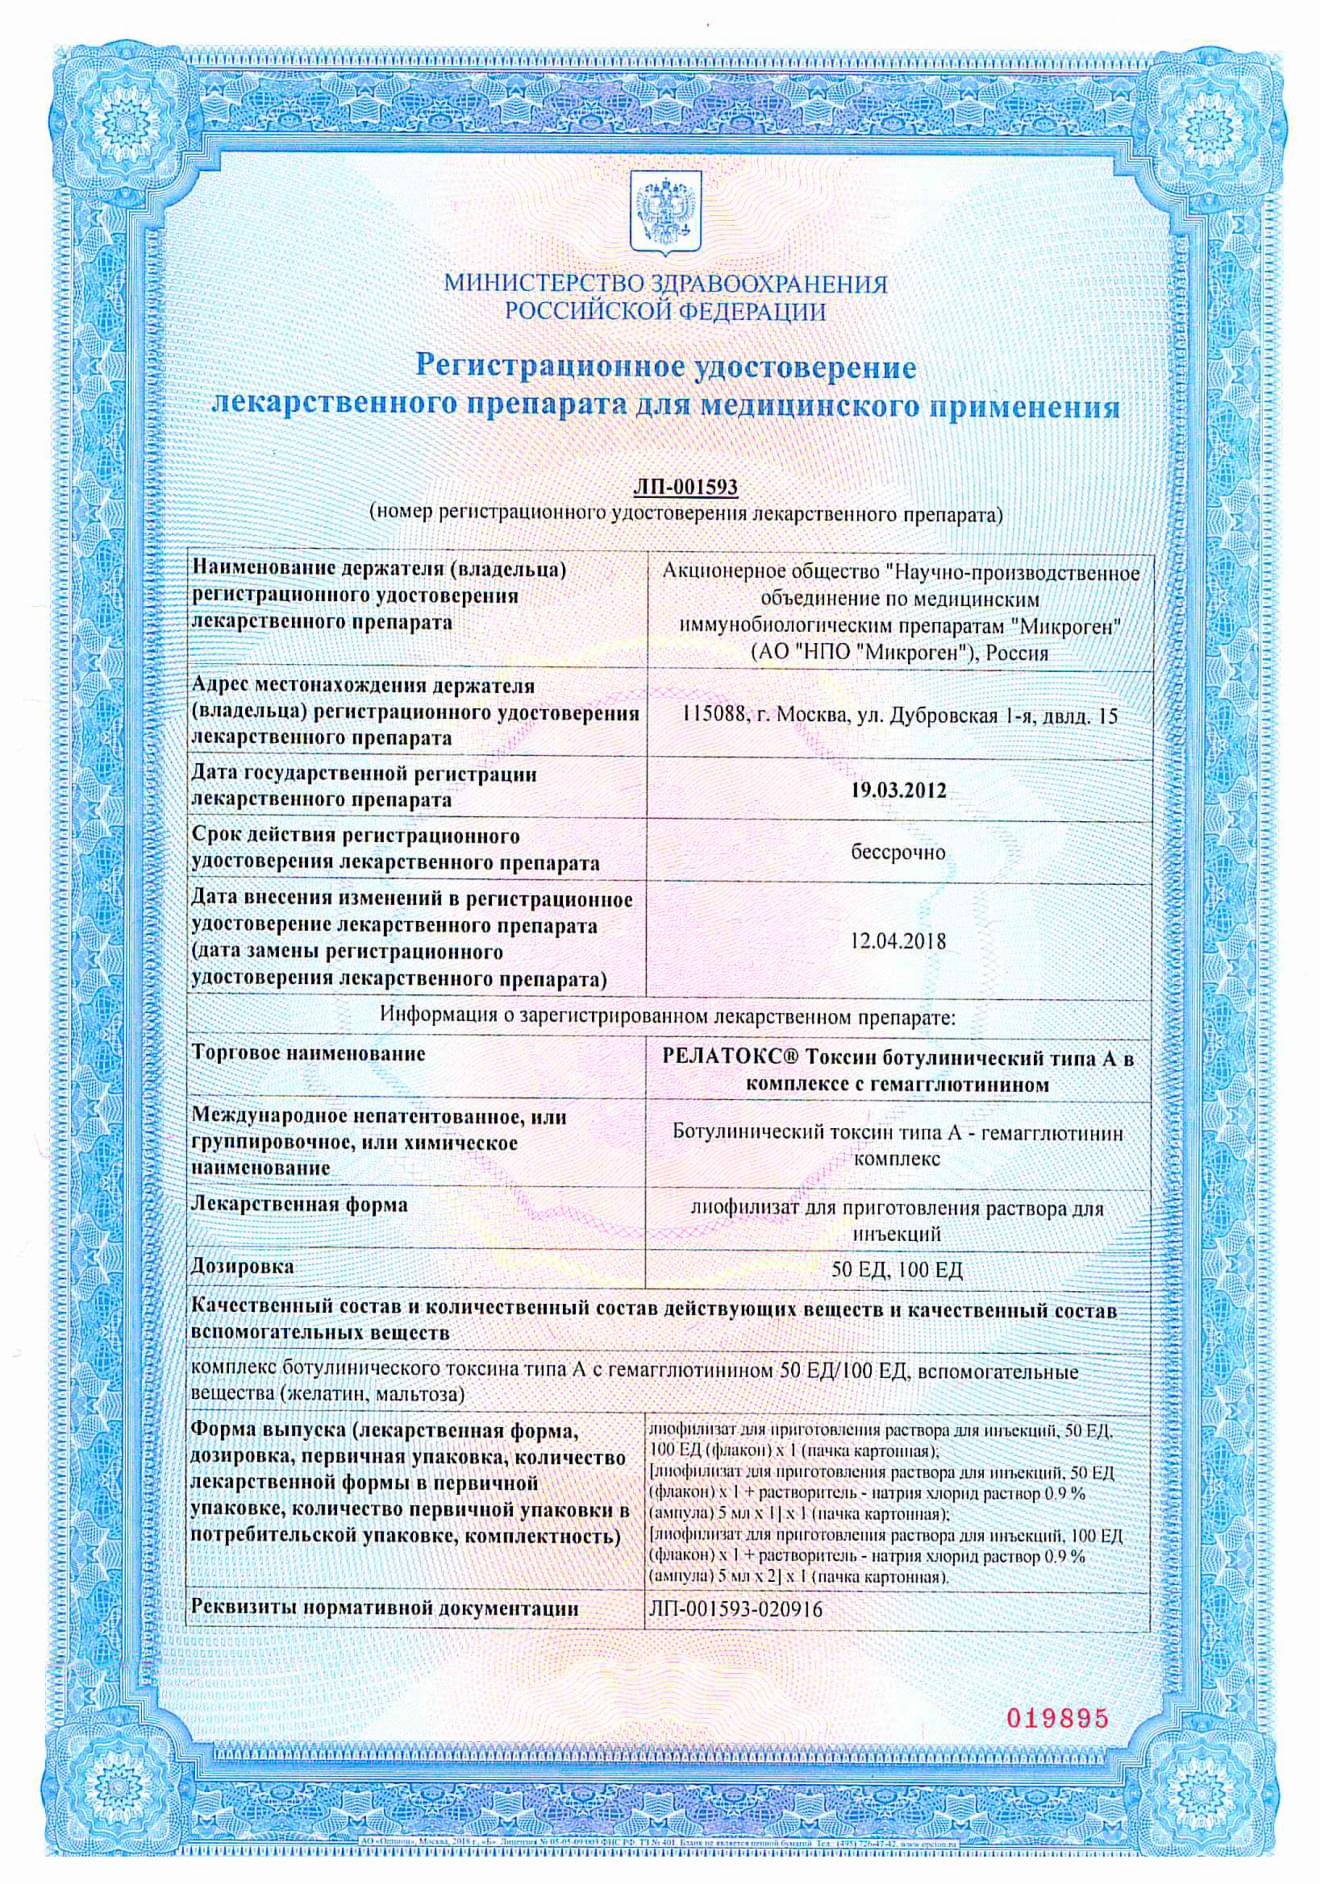 МИНИСТЕРСТВО ЗДРАВООХРАНЕНИЯ
РОССИЙСКОЙ ФЕДЕРАЦИИ
Регистрационное удостоверение
лекарственного препарата для медицинского применения
ЛП-001593
(номер регистрационного удостоверения лекарственного препарата)
Наименование держателя (владельца)
регистрационного удостоверения
лекарственного препарата
Акционерное общество "Научно-производственное
объединение по медицинским
иммунобиологическим препаратам "Микроген"
(АО "НПО "Микроген"), Россия
Адрес местонахождения держателя
(владельца) регистрационного удостоверения
лекарственного препарата
115088, г. Москва, ул. Дубровская 1-я, двлд. 15
Дата государственной регистрации
лекарственного препарата
19.03.2012
Срок действия регистрационного
удостоверения лекарственного препарата
бессрочно
Дата внесения изменений в регистрационное
удостоверение лекарственного препарата
(дата замены регистрационного
удостоверения лекарственного препарата)
12.04.2018
Информация о зарегистрированном лекарственном препарате:
Торговое наименование
РЕЛАТОКС® Токсин ботулинический типа А в
комплексе с гемагглютинином
Международное непатентованное, или
группировочное, или химическое
наименование
Ботулинический токсин типа А - гемагглютинин
комплекс
Лекарственная форма
лиофилизат для приготовления раствора для
инъекций
Дозировка
50 ЕД, 100 ЕД
Качественный состав и количественный состав действующих веществ и качественный состав
вспомогательных веществ
комплекс ботулинического токсина типа А с гемагглютинином 50 ЕД/100 ЕД, вспомогательные
вещества (желатин, мальтоза)
Форма выпуска (лекарственная форма,
дозировка, первичная упаковка, количество
лекарственной формы в первичной
упаковке, количество первичной упаковки в
потребительской упаковке, комплектность)
лиофилизат для приготовления раствора для инъекций, 50 ЕД,
100 ЕД (флакон) х 1 (пачка картонная);
[лиофилизат для приготовления раствора для инъекций, 50 ЕД
(флакон) х 1 + растворитель - натрия хлорид раствор 0.9 %
(ампула) 5 мл х 1] х 1 (пачка картонная);
[лиофилизат для приготовления раствора для инъекций, 100 ЕД
(флакон) х 1 + растворитель - натрия хлорид раствор 0.9 %
(ампула) 5 мл х 2] х 1 (пачка картонная).
Реквизиты нормативной документации
ЛП-001593-020916
019895
АО «Опцион», Москва, 2018 г., «Б». Лицензия № 05-05-09/003 ФНС РФ. ТЗ № 401. Бланк не является ценной бумагой. Тел.: (495) 726-47-42, www.opcion.ru